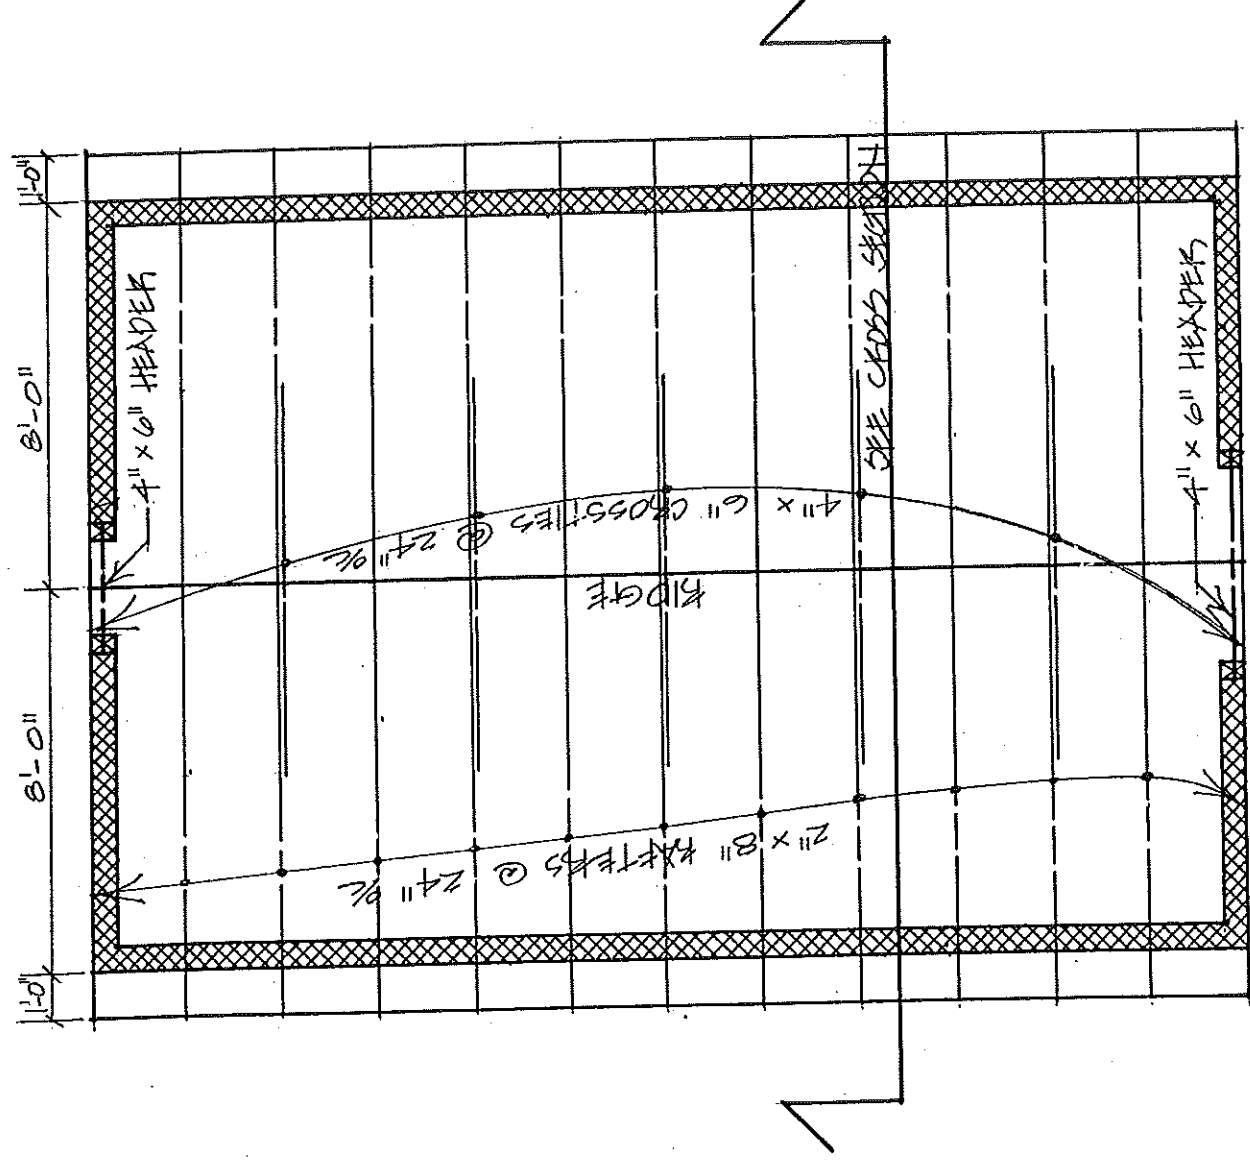 1'-0"
8'-0"
8'-0"
1'-0"
4" x 6" HEADER
4" x 6" HEADER
SEE CROSS SECTION
4" x 6" CROSSTIES @ 24" O/C
RIDGE
2" x 8" RAFTERS @ 24" O/C